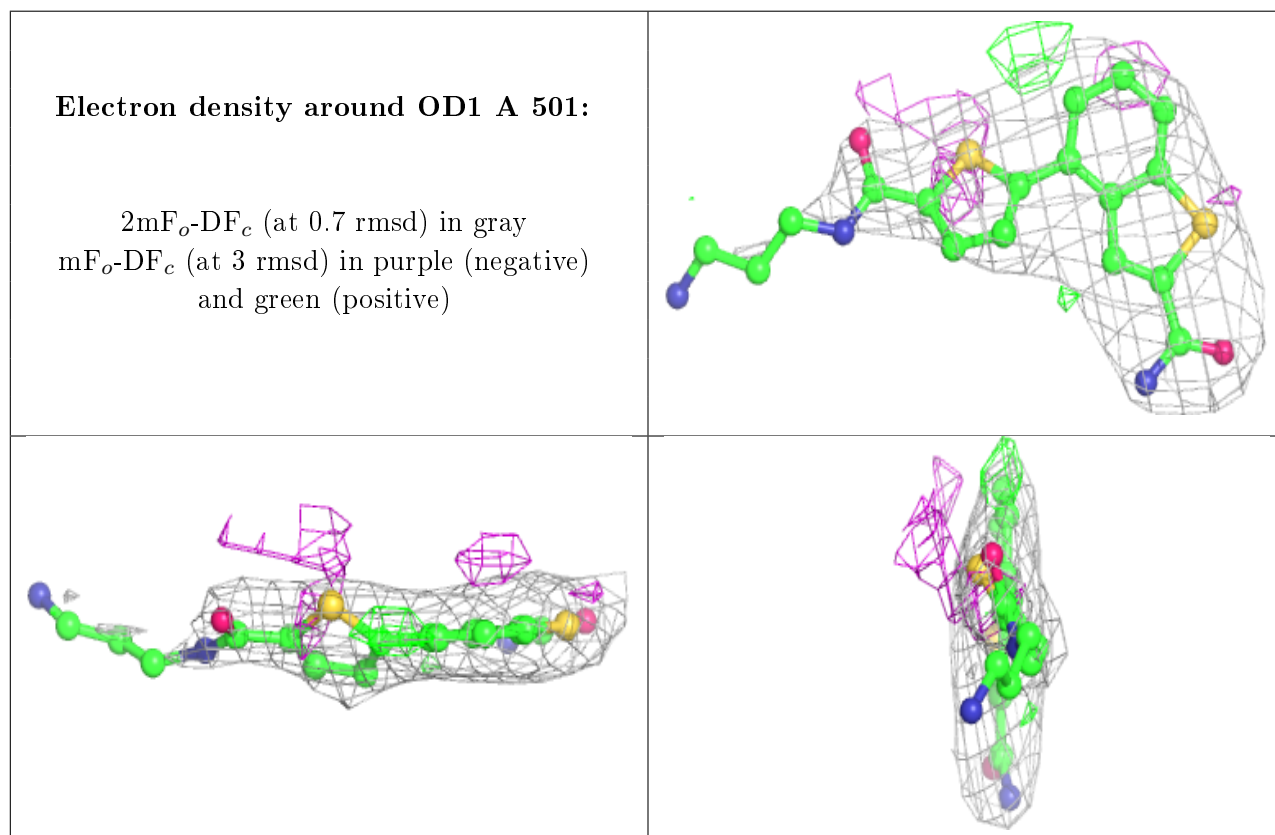 Electron density around OD1 A 501:
2mFo-DFc (at 0.7 rmsd) in gray
mFo-DFc (at 3 rmsd) in purple (negative)
and green (positive)